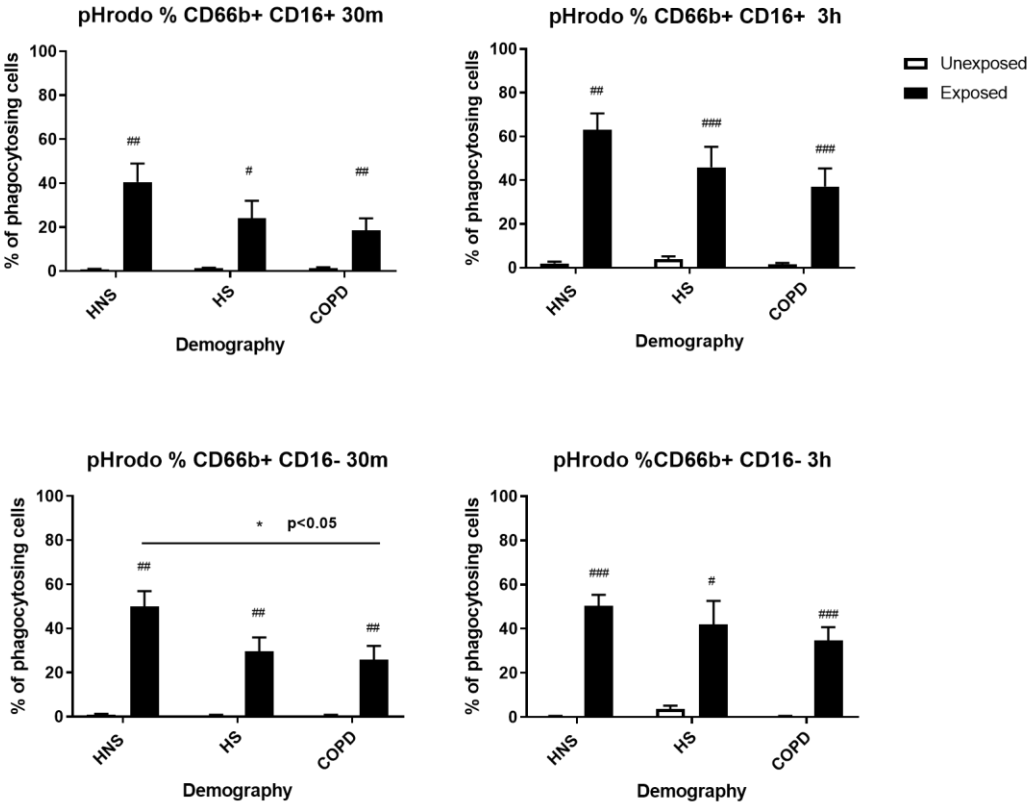 pHrodo % CD66b+ CD16+ 30m
% of phagocytosing cells
100
80
60
40
20
0
##
#
##
HNS
HS
COPD
Demography
pHrodo % CD66b+ CD16+ 3h
% of phagocytosing cells
100
80
60
40
20
0
##
###
###
HNS
HS
COPD
Demography
Unexposed
Exposed
pHrodo % CD66b+ CD16- 30m
% of phagocytosing cells
100
80
60
40
20
0
* p<0.05
##
##
##
HNS
HS
COPD
Demography
pHrodo %CD66b+ CD16- 3h
% of phagocytosing cells
100
80
60
40
20
0
###
#
###
HNS
HS
COPD
Demography